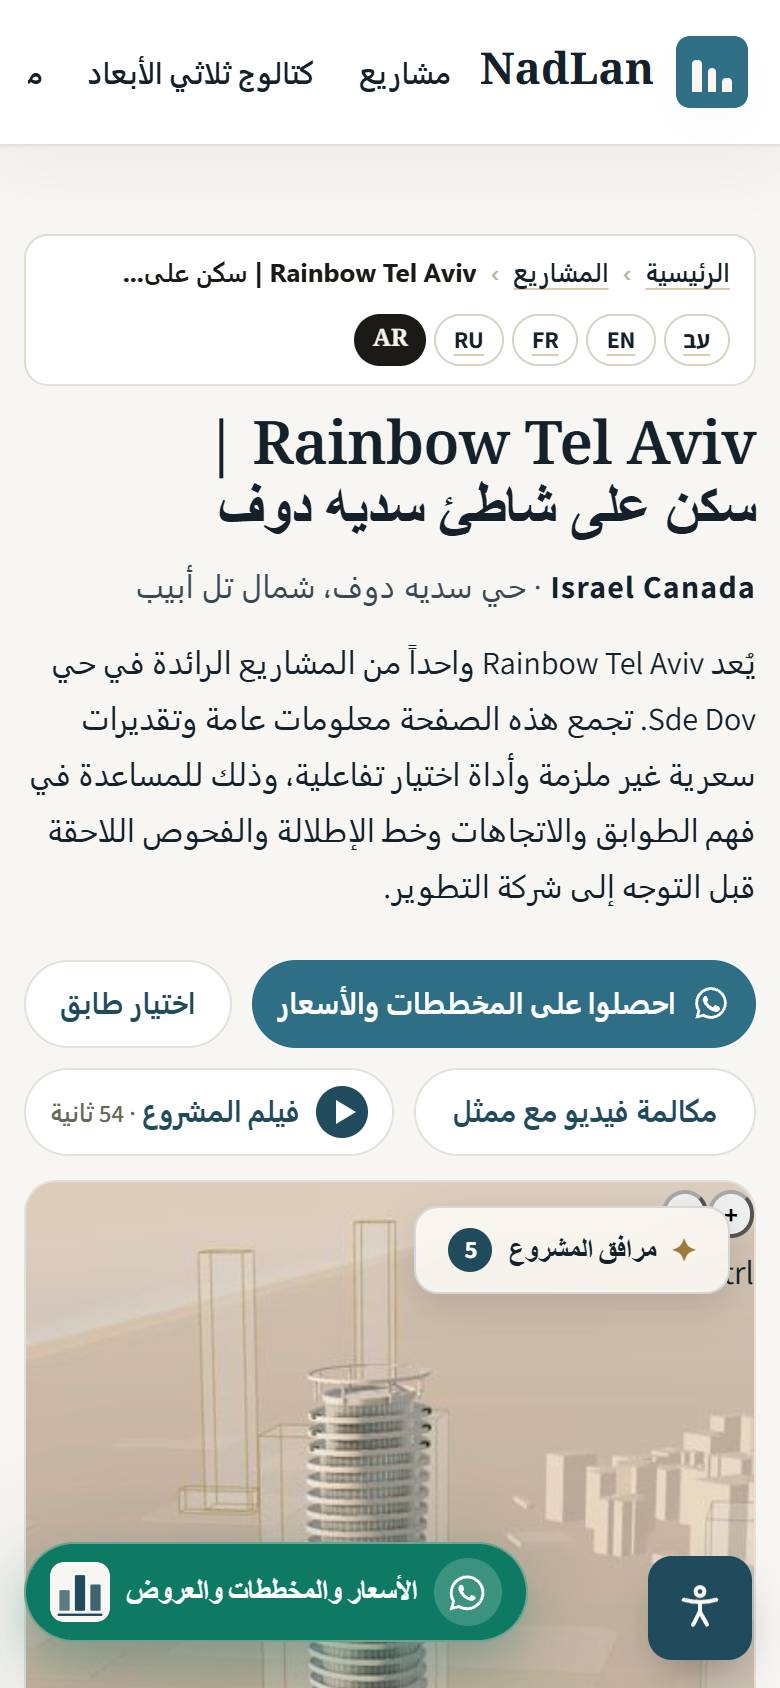 NadLan مشاريع كتالوج ثلاثي الأبعاد
الرئيسية › المشاريع › Rainbow Tel Aviv | سكن على...
עב EN FR RU AR
Rainbow Tel Aviv |
سكن على شاطئ سديه دوف
Israel Canada · حي سديه دوف، شمال تل أبيب
يُعد Rainbow Tel Aviv واحداً من المشاريع الرائدة في حي
Sde Dov. تجمع هذه الصفحة معلومات عامة وتقديرات
سعرية غير ملزمة وأداة اختيار تفاعلية، وذلك للمساعدة في
فهم الطوابق والاتجاهات وخط الإطلالة والفحوص اللاحقة
قبل التوجه إلى شركة التطوير.
احصلوا على المخططات والأسعار
اختيار طابق
مكالمة فيديو مع ممثل
فيلم المشروع · 54 ثانية
+
مرافق المشروع 5
الأسعار والمخططات والعروض